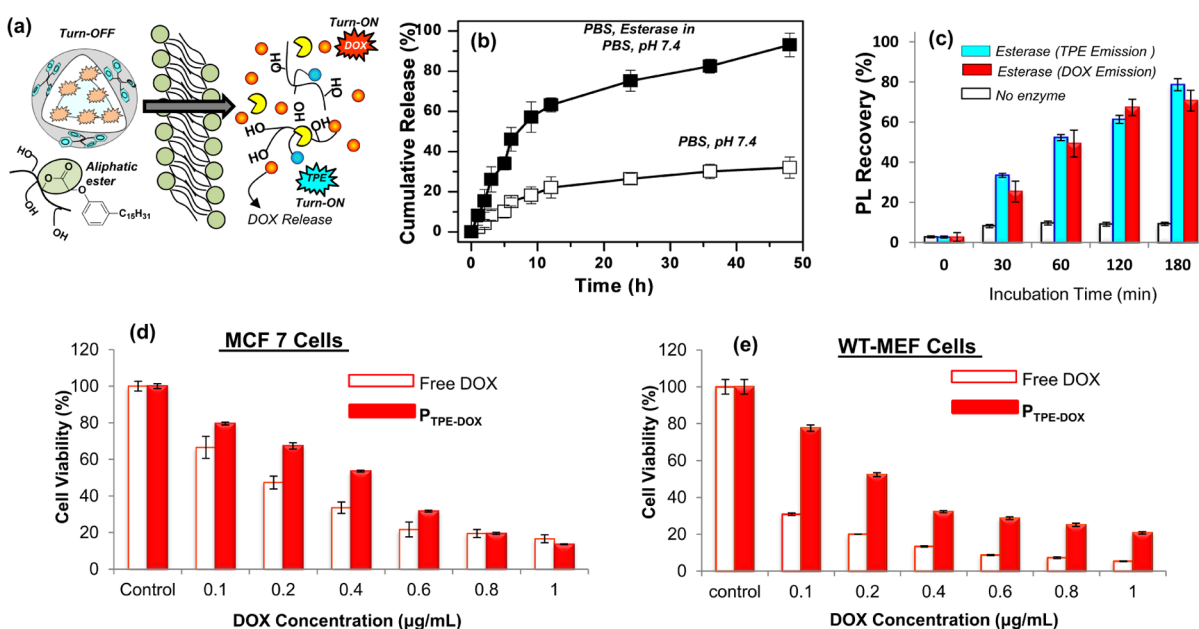 (a)
Turn-OFF
Turn-ON
DOX
HO
HO
OH
HO
HO
OH
HO
TPE
Turn-ON
DOX Release
HO
Aliphatic
ester
O
O
O
OH
C15H31
OH
(b)
PBS, Esterase in
PBS, pH 7.4
PBS, pH 7.4
Cumulative Release (%)
100
80
60
40
20
0
0 10 20 30 40 50
Time (h)
(c)
Esterase (TPE Emission )
Esterase (DOX Emission)
No enzyme
PL Recovery (%)
100
80
60
40
20
0
0 30 60 120 180
Incubation Time (min)
(d)
MCF 7 Cells
Free DOX
PTPE-DOX
Cell Viability (%)
120
100
80
60
40
20
0
Control 0.1 0.2 0.4 0.6 0.8 1
DOX Concentration (µg/mL)
(e)
WT-MEF Cells
Free DOX
PTPE-DOX
Cell Viability (%)
120
100
80
60
40
20
0
control 0.1 0.2 0.4 0.6 0.8 1
DOX Concentration (µg/mL)